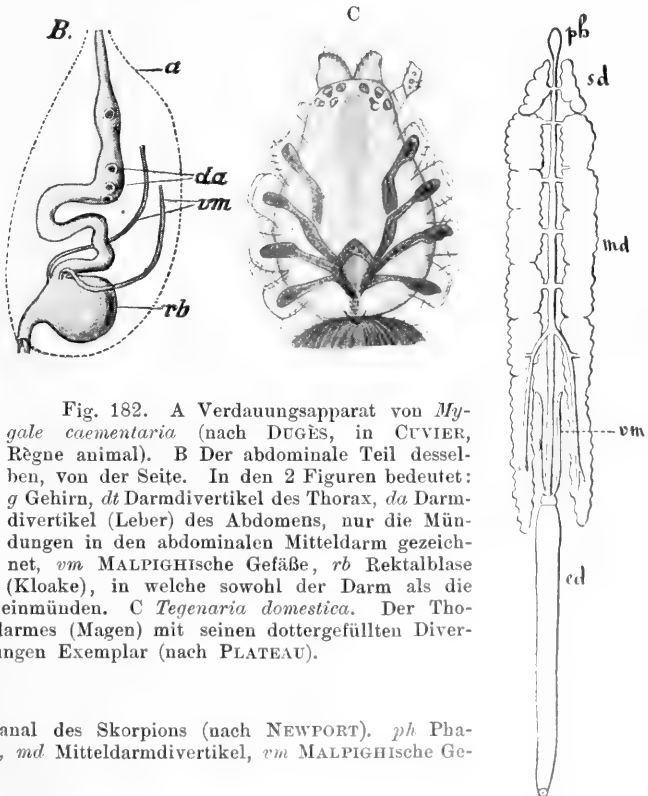 B.
a
da
vm
rb
C
ph
sd
md
vm
ed
Fig. 182. A Verdauungsapparat von My-
gale caementaria (nach DUGÈS, in CUVIER,
Règne animal). B Der abdominale Teil dessel-
ben, von der Seite. In den 2 Figuren bedeutet:
g Gehirn, dt Darmdivertikel des Thorax, da Darm-
divertikel (Leber) des Abdomens, nur die Mün-
dungen in den abdominalen Mitteldarm gezeich-
net, vm MALPIGHIsche Gefäße, rb Rektalblase
(Kloake), in welche sowohl der Darm als die
einmünden. C Tegenaria domestica. Der Tho-
darmes (Magen) mit seinen dottergefüllten Diver-
ungen Exemplar (nach PLATEAU).
anal des Skorpions (nach NEWPORT). ph Pha-
, md Mitteldarmdivertikel, vm MALPIGHIsche Ge-